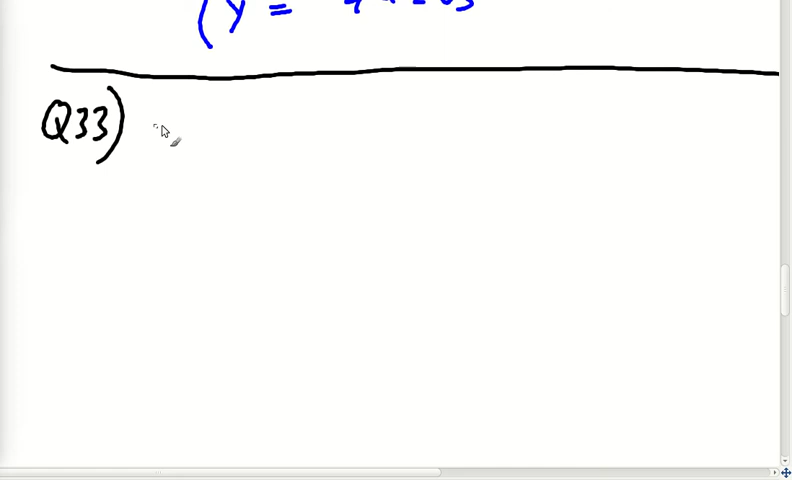 (y =
Q33)